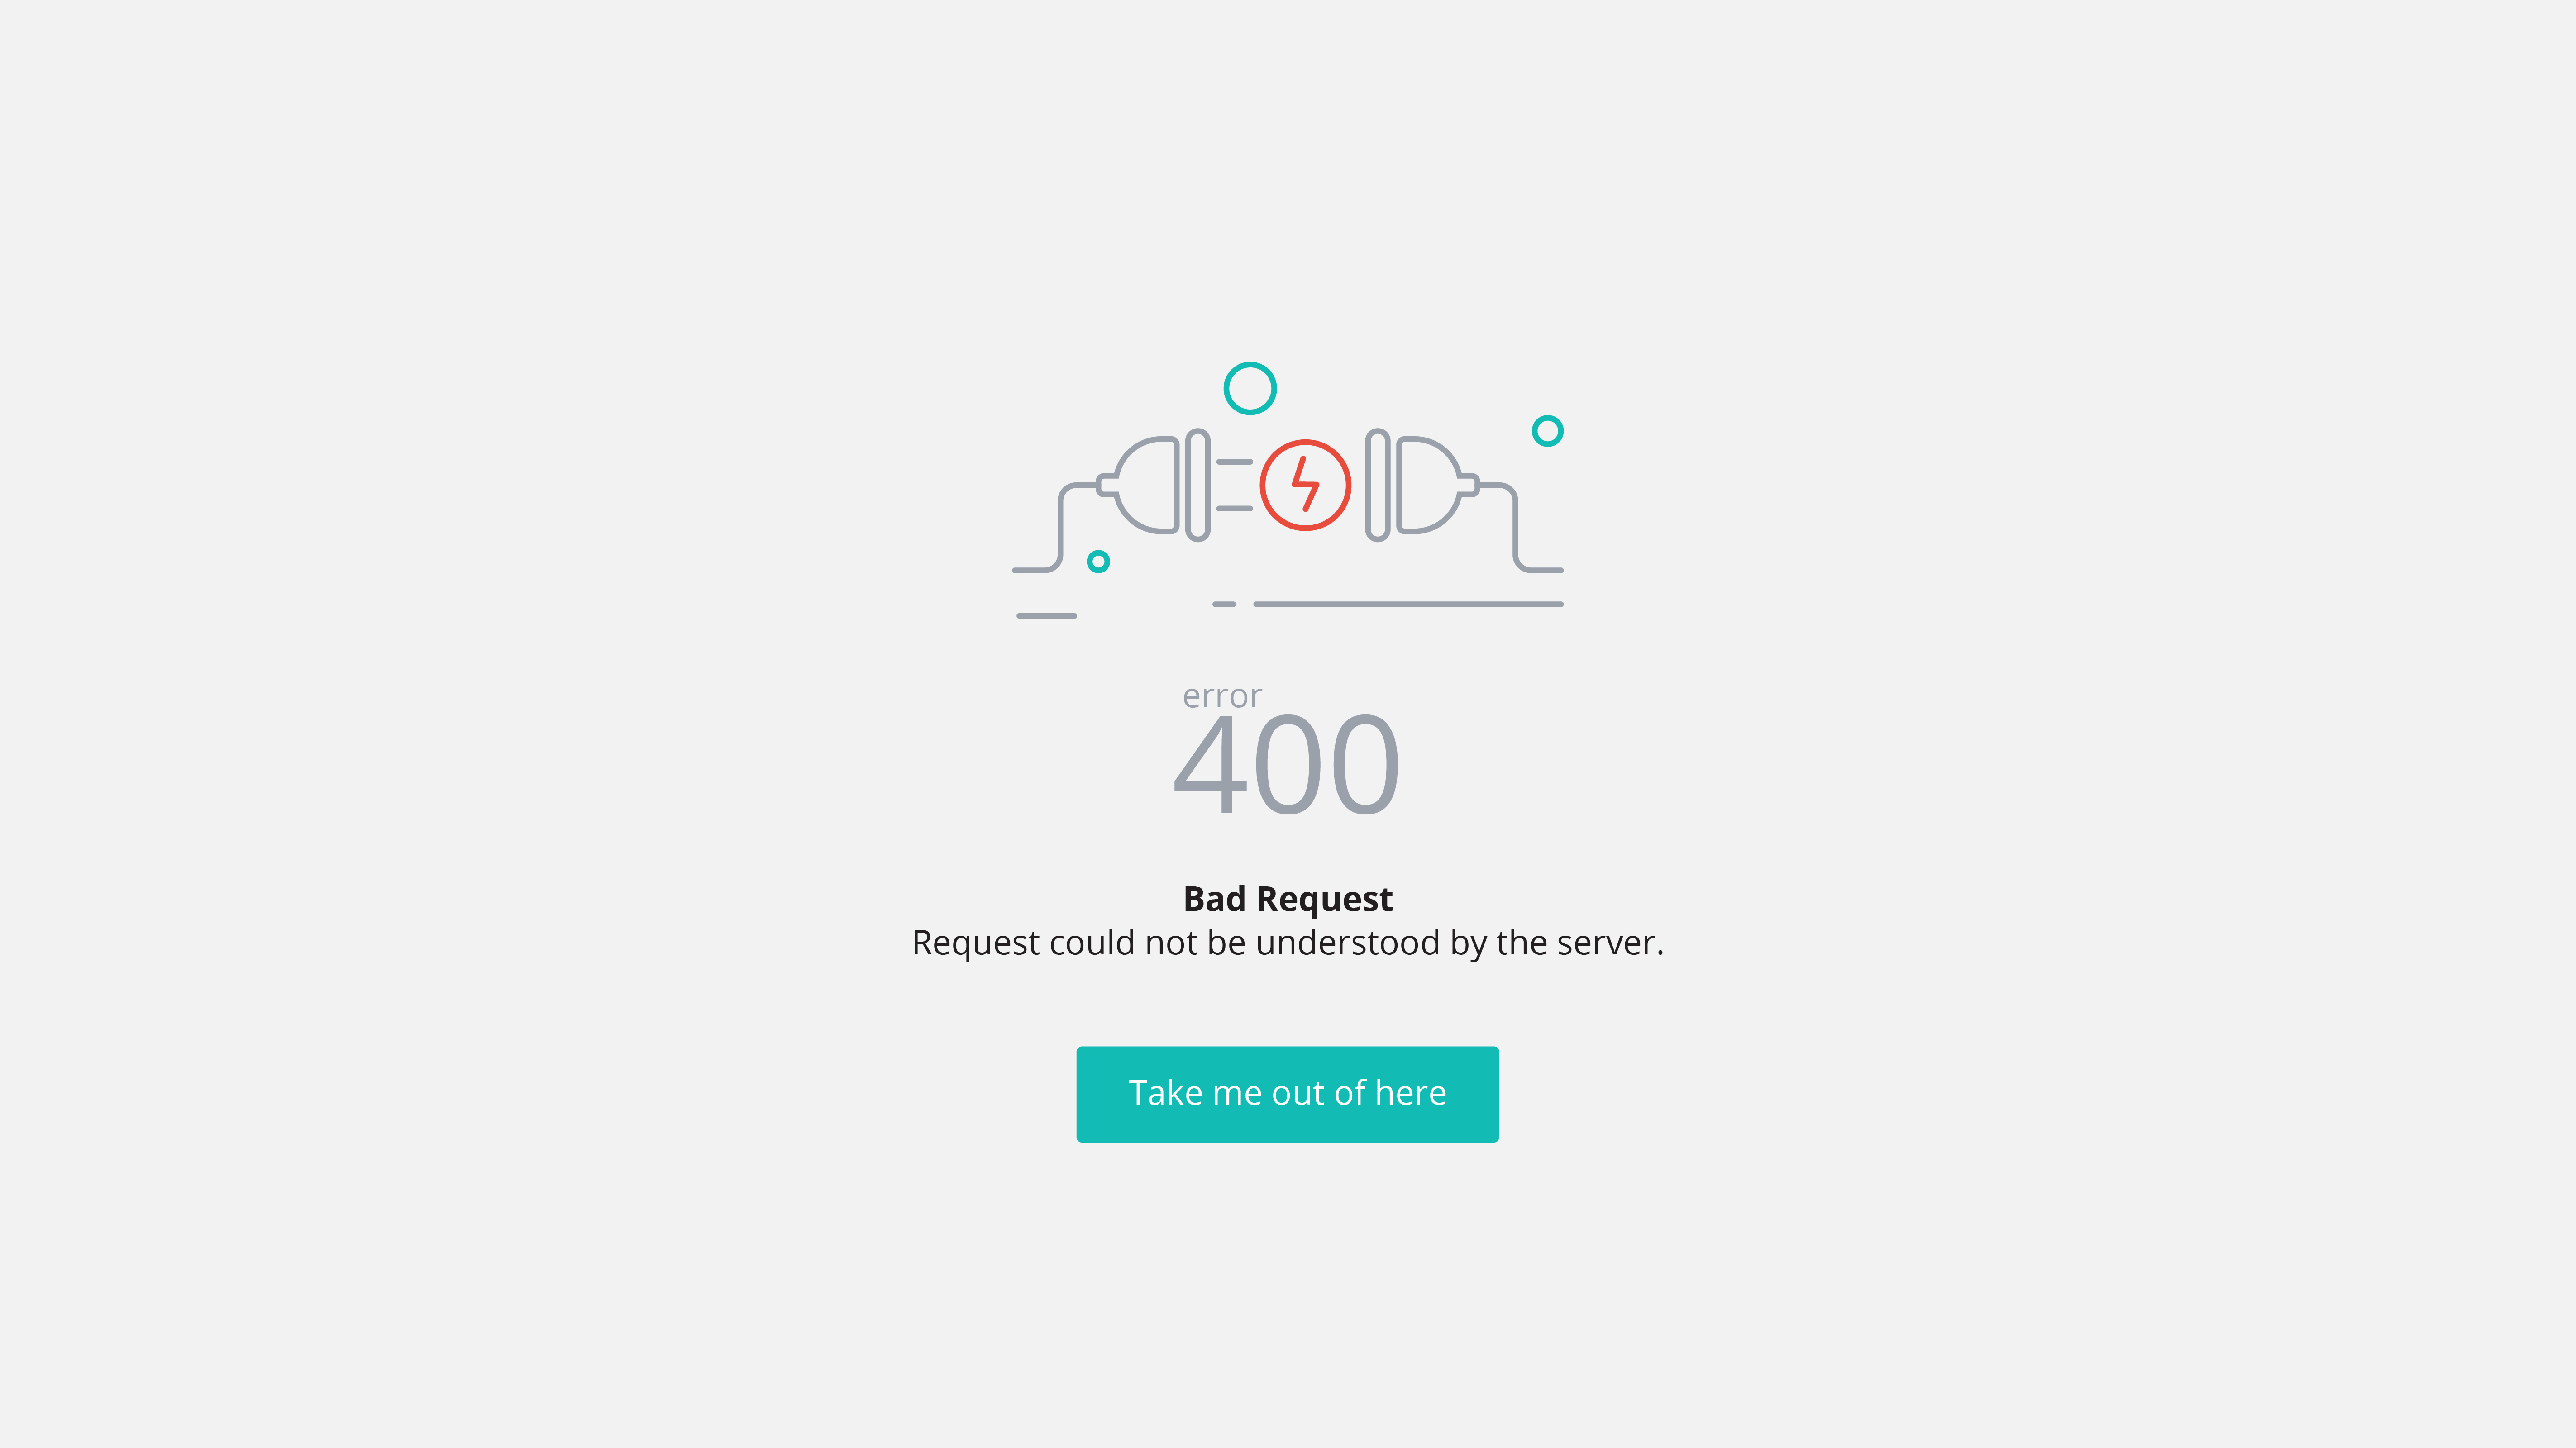 error
400
Bad Request
Request could not be understood by the server.
Take me out of here